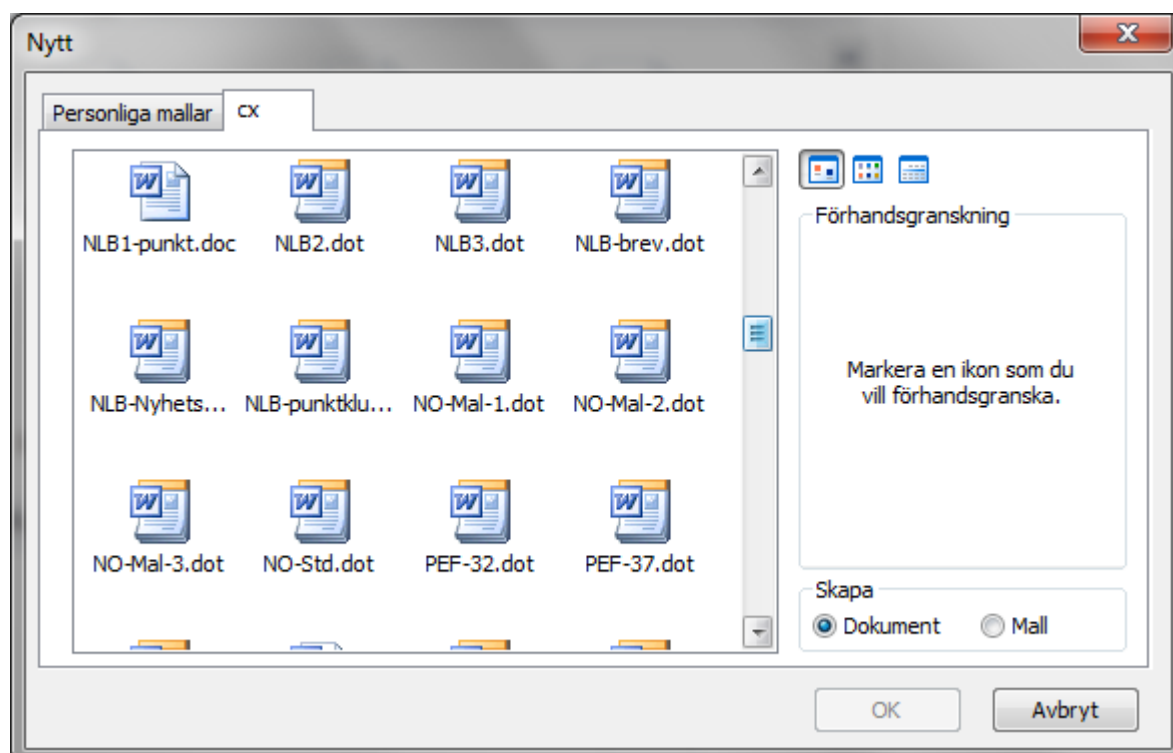 Nytt
Personliga mallar
cx
NLB1-punkt.doc
NLB2.dot
NLB3.dot
NLB-brev.dot
NLB-Nyhets...
NLB-punktklu...
NO-Mal-1.dot
NO-Mal-2.dot
NO-Mal-3.dot
NO-Std.dot
PEF-32.dot
PEF-37.dot
Förhandsgranskning
Markera en ikon som du
vill förhandsgranska.
Skapa
Dokument
Mall
OK
Avbryt